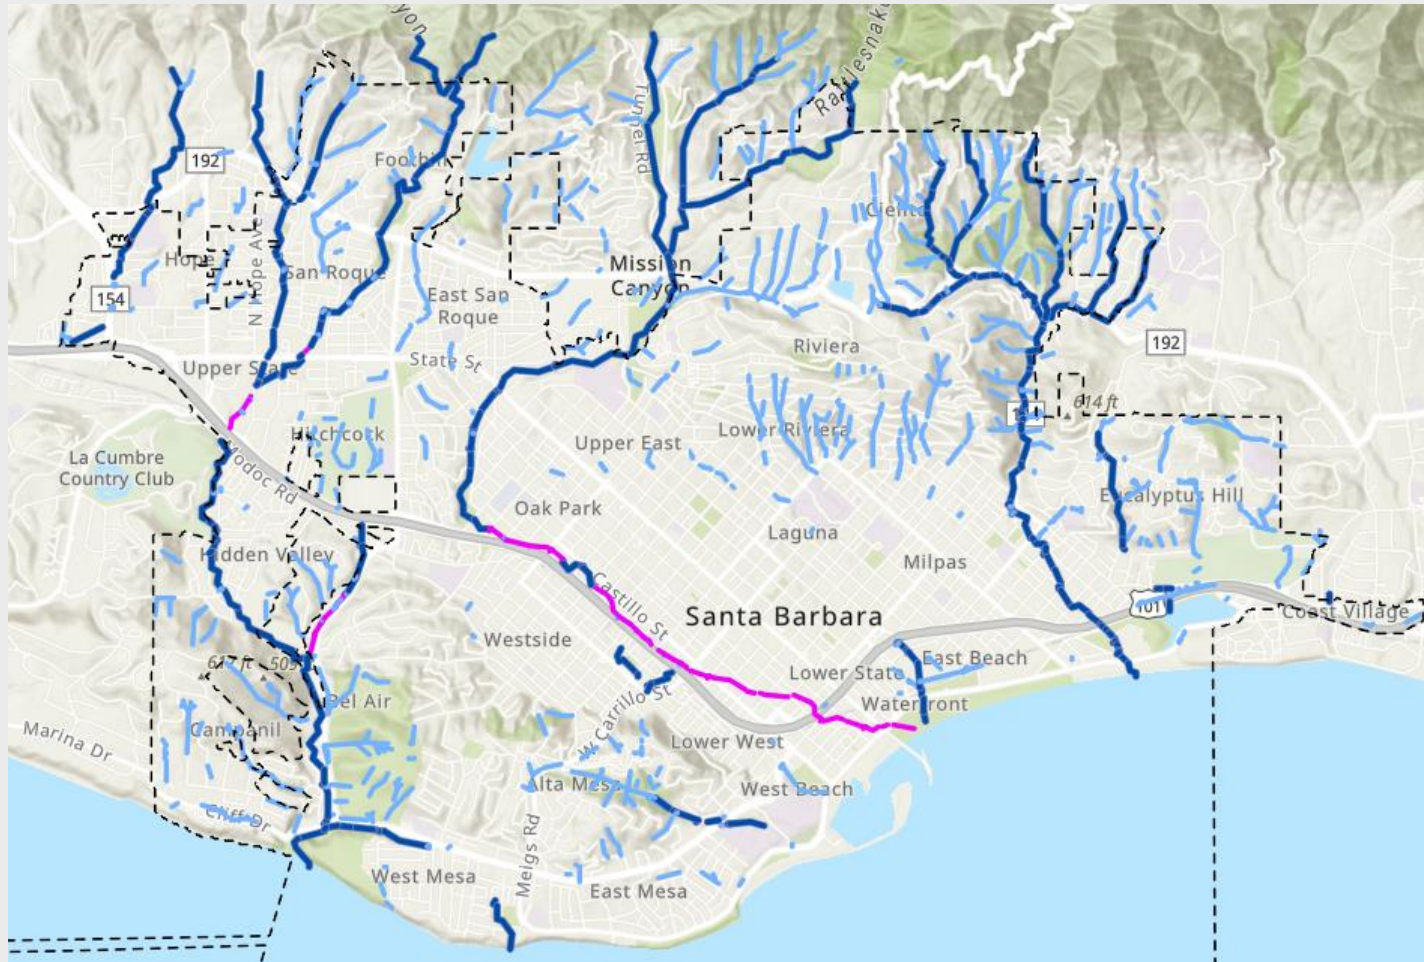 yon
Rattlesnake
Tunnel Rd
192
Foothill
Cielito
Hope
N Hope Ave
San Roque
Mission
Canyon
154
East San
Roque
192
Riviera
State St
Upper State
614 ft
Hitchcock
Lower Riviera
Upper East
La Cumbre
Country Club
Modoc Rd
Eucalyptus Hill
Oak Park
Laguna
Hidden Valley
Milpas
Castillo St
Santa Barbara
101
Coast Village
Westside
East Beach
617 ft
509
Lower State
Bel Air
Waterfront
W Carrillo St
Campanil
Marina Dr
Lower West
Alta Mesa
West Beach
Cliff Dr
Meigs Rd
West Mesa
East Mesa